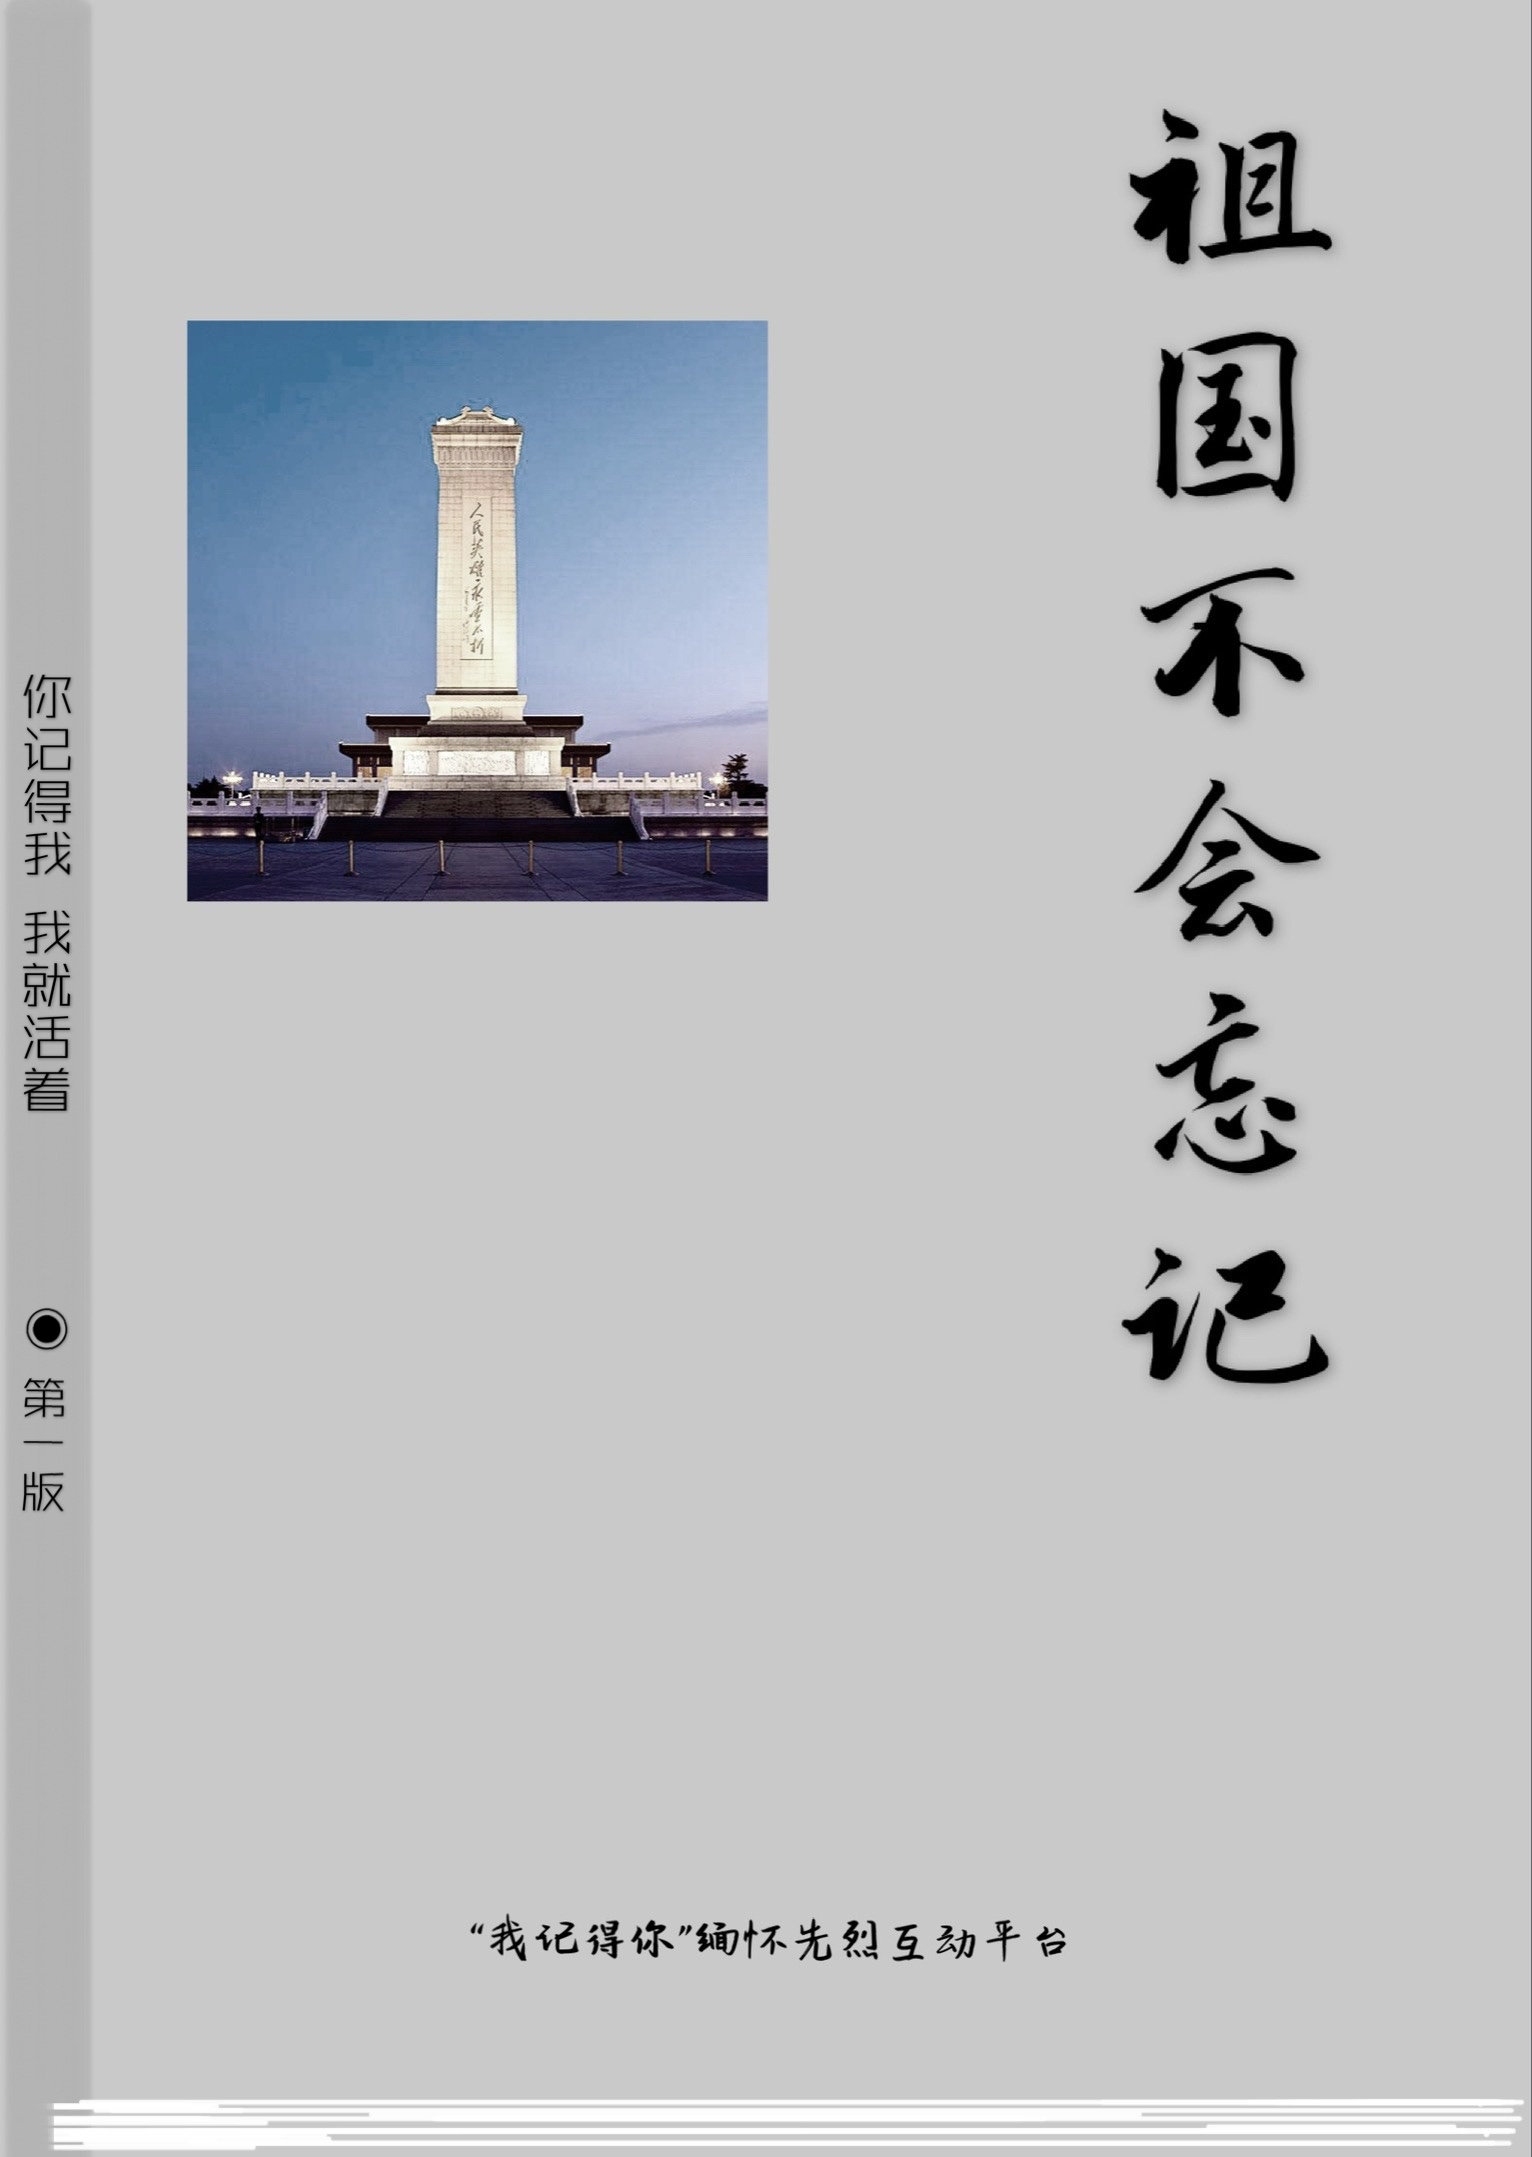 祖国不会忘记
人民英雄永垂不朽
你记得我 我就活着
◉第一版
“我记得你”缅怀先烈互动平台